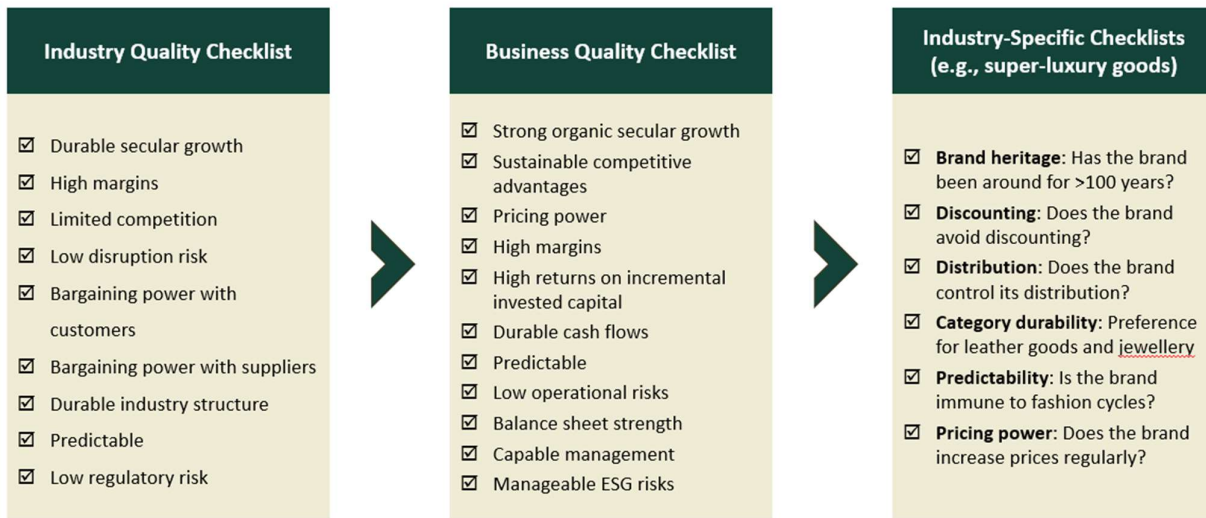 Industry Quality Checklist
Durable secular growth
High margins
Limited competition
Low disruption risk
Bargaining power with
customers
Bargaining power with suppliers
Durable industry structure
Predictable
Low regulatory risk
Business Quality Checklist
Strong organic secular growth
Sustainable competitive
advantages
Pricing power
High margins
High returns on incremental
invested capital
Durable cash flows
Predictable
Low operational risks
Balance sheet strength
Capable management
Manageable ESG risks
Industry-Specific Checklists
(e.g., super-luxury goods)
Brand heritage: Has the brand
been around for >100 years?
Discounting: Does the brand
avoid discounting?
Distribution: Does the brand
control its distribution?
Category durability: Preference
for leather goods and jewellery
Predictability: Is the brand
immune to fashion cycles?
Pricing power: Does the brand
increase prices regularly?